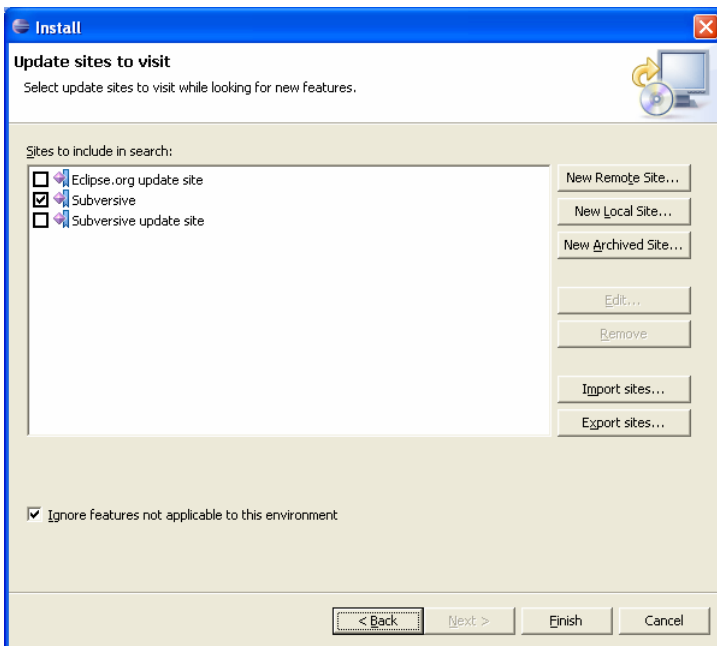 Install
Update sites to visit
Select update sites to visit while looking for new features.
Sites to include in search:
Eclipse.org update site
Subversive
Subversive update site
New Remote Site...
New Local Site...
New Archived Site...
Edit...
Remove
Import sites...
Export sites...
Ignore features not applicable to this environment
< Back
Next >
Finish
Cancel